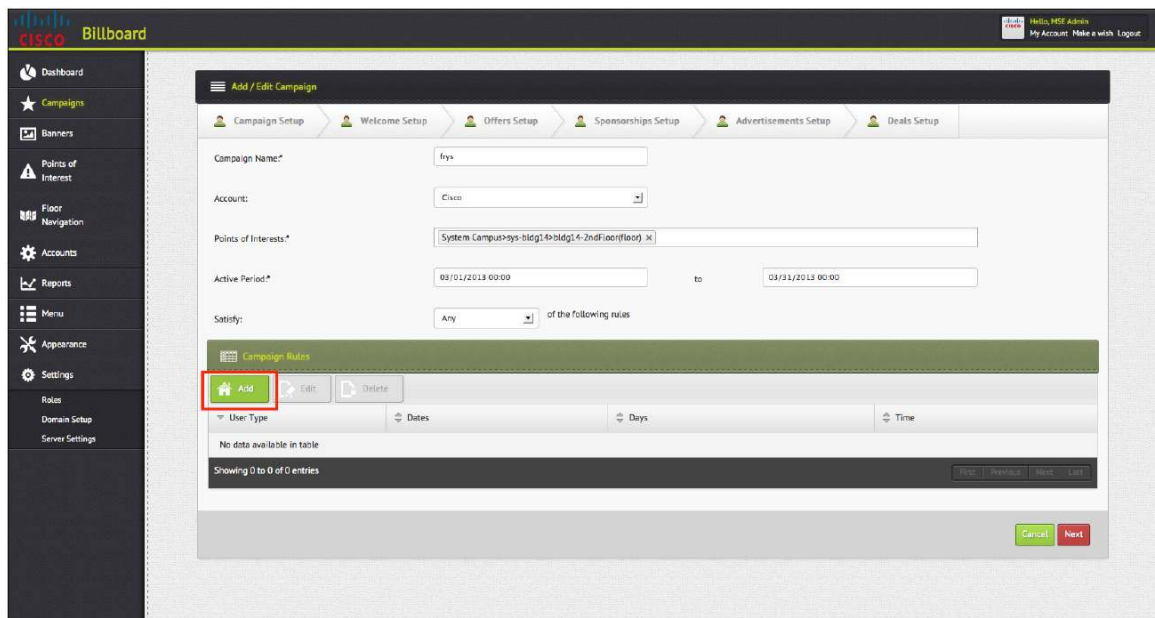 CISCO Billboard
Hello, MSE Admin
My Account Make a wish Logout
Dashboard
Campaigns
Banners
Points of
Interest
Floor
Navigation
Accounts
Reports
Menu
Appearance
Settings
Roles
Domain Setup
Server Settings
Add / Edit Campaign
Campaign Setup Welcome Setup Offers Setup Sponsorships Setup Advertisements Setup Deals Setup
Campaign Name:* frys
Account: Cisco
Points of Interests:* System Campus>sys-bldg14>bldg14-2ndFloor(floor) ×
Active Period:* 03/01/2013 00:00 to 03/31/2013 00:00
Satisfy: Any of the following rules
Campaign Rules
Add Edit Delete
User Type Dates Days Time
No data available in table
Showing 0 to 0 of 0 entries First Previous Next Last
Cancel Next